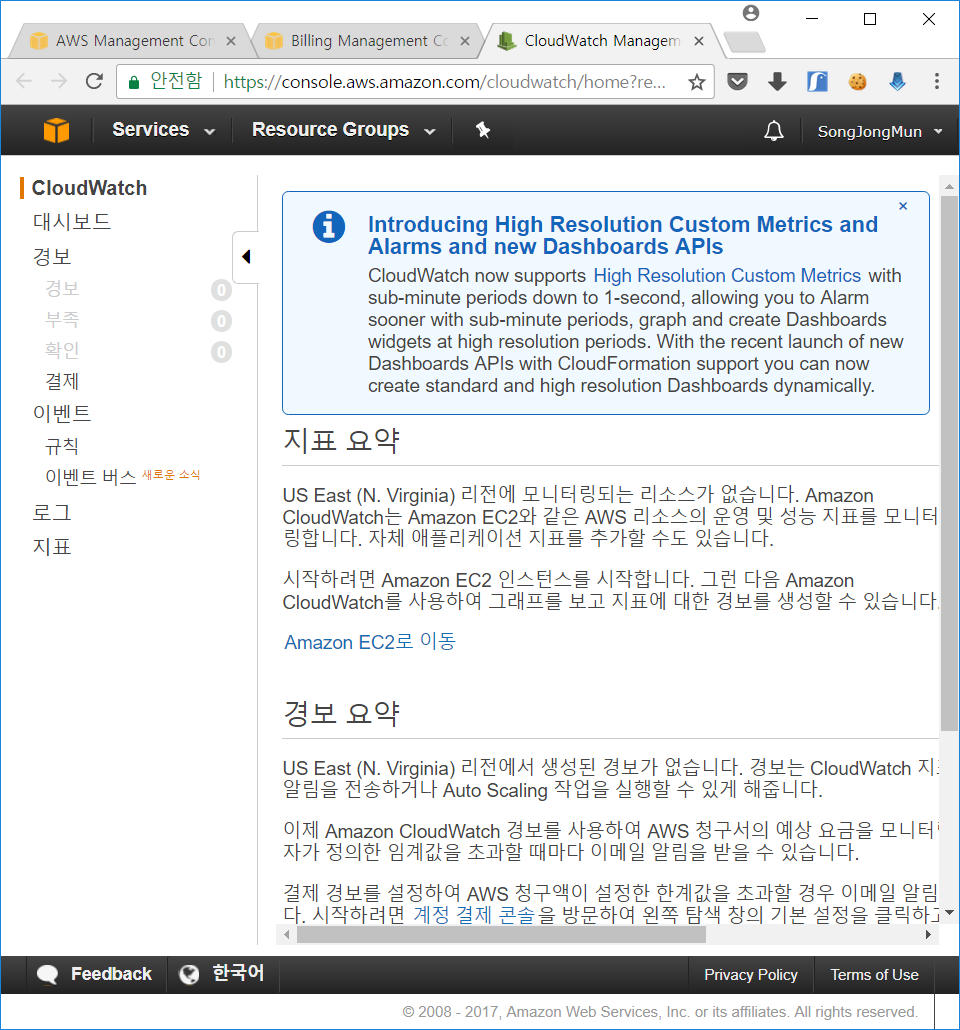 AWS Management Con
Billing Management Co
CloudWatch Managem
안전함
https://console.aws.amazon.com/cloudwatch/home?re...
Services
Resource Groups
SongJongMun
CloudWatch
대시보드
경보
경보 0
부족 0
확인 0
결제
이벤트
규칙
이벤트 버스 새로운 소식
로그
지표
Introducing High Resolution Custom Metrics and
Alarms and new Dashboards APIs
CloudWatch now supports High Resolution Custom Metrics with
sub-minute periods down to 1-second, allowing you to Alarm
sooner with sub-minute periods, graph and create Dashboards
widgets at high resolution periods. With the recent launch of new
Dashboards APIs with CloudFormation support you can now
create standard and high resolution Dashboards dynamically.
지표 요약
US East (N. Virginia) 리전에 모니터링되는 리소스가 없습니다. Amazon
CloudWatch는 Amazon EC2와 같은 AWS 리소스의 운영 및 성능 지표를 모니터
링합니다. 자체 애플리케이션 지표를 추가할 수도 있습니다.
시작하려면 Amazon EC2 인스턴스를 시작합니다. 그런 다음 Amazon
CloudWatch를 사용하여 그래프를 보고 지표에 대한 경보를 생성할 수 있습니다.
Amazon EC2로 이동
경보 요약
US East (N. Virginia) 리전에서 생성된 경보가 없습니다. 경보는 CloudWatch 지표
알림을 전송하거나 Auto Scaling 작업을 실행할 수 있게 해줍니다.
이제 Amazon CloudWatch 경보를 사용하여 AWS 청구서의 예상 요금을 모니터링
자가 정의한 임계값을 초과할 때마다 이메일 알림을 받을 수 있습니다.
결제 경보를 설정하여 AWS 청구액이 설정한 한계값을 초과할 경우 이메일 알림
다. 시작하려면 계정 결제 콘솔을 방문하여 왼쪽 탐색 창의 기본 설정을 클릭하고
Feedback
한국어
Privacy Policy
Terms of Use
© 2008 - 2017, Amazon Web Services, Inc. or its affiliates. All rights reserved.